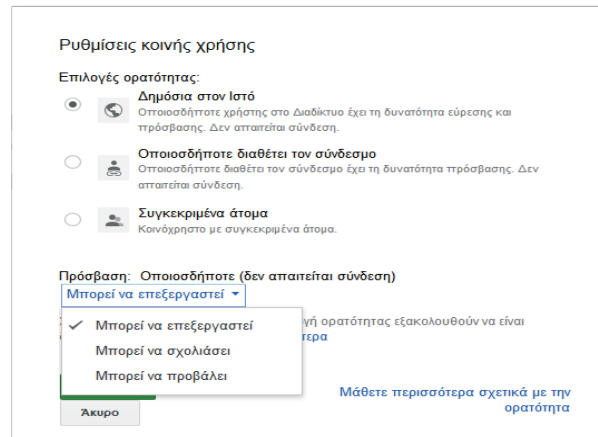 Ρυθμίσεις κοινής χρήσης
Επιλογές ορατότητας:
Δημόσια στον Ιστό
Οποιοσδήποτε χρήστης στο Διαδίκτυο έχει τη δυνατότητα εύρεσης και
πρόσβασης. Δεν απαιτείται σύνδεση.
Οποιοσδήποτε διαθέτει τον σύνδεσμο
Οποιοσδήποτε διαθέτει τον σύνδεσμο έχει τη δυνατότητα πρόσβασης. Δεν
απαιτείται σύνδεση.
Συγκεκριμένα άτομα
Κοινόχρηστο με συγκεκριμένα άτομα.
Πρόσβαση: Οποιοσδήποτε (δεν απαιτείται σύνδεση)
Μπορεί να επεξεργαστεί
Μπορεί να επεξεργαστεί
ορατότητας εξακολουθούν να είναι
Μπορεί να σχολιάσει
Μπορεί να προβάλει
Μάθετε περισσότερα σχετικά με την
ορατότητα
Άκυρο